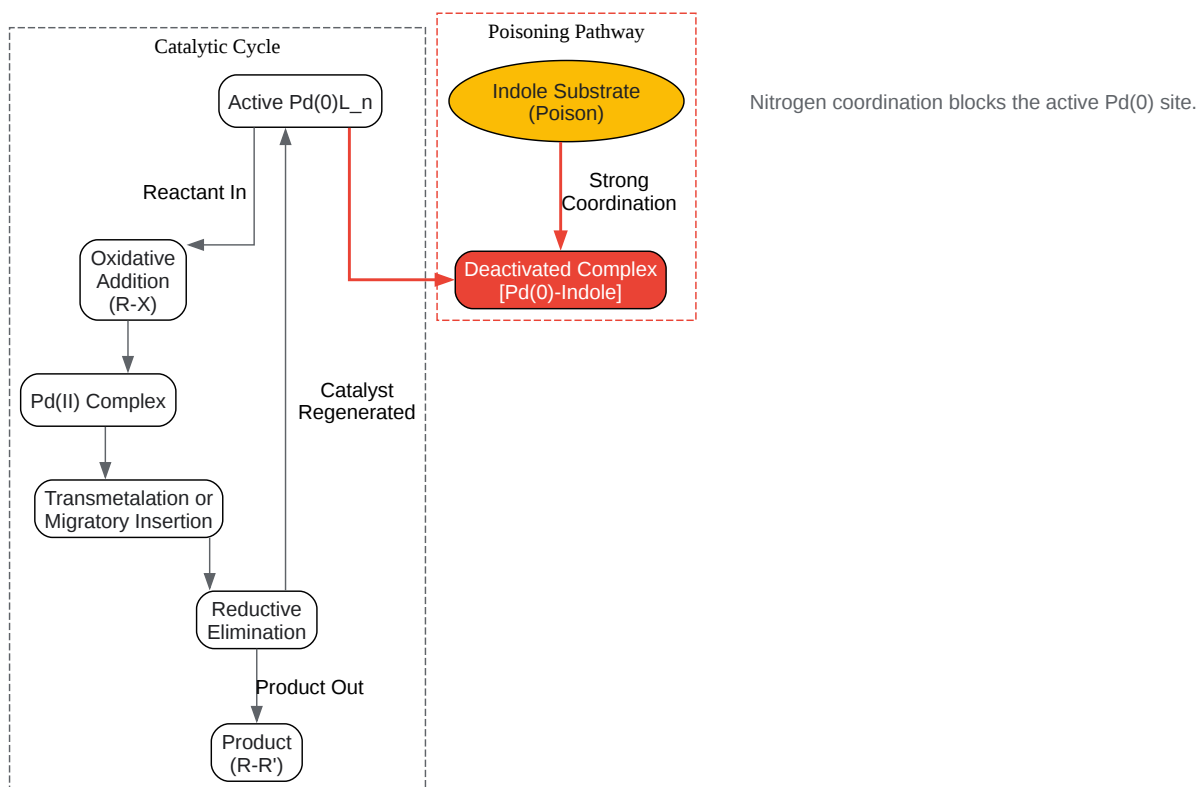 Catalytic Cycle
Active Pd(0)L_n
Reactant In
Oxidative
Addition
(R-X)
Pd(II) Complex
Transmetalation or
Migratory Insertion
Catalyst
Regenerated
Reductive
Elimination
Product Out
Product
(R-R')
Poisoning Pathway
Indole Substrate
(Poison)
Strong
Coordination
Deactivated Complex
[Pd(0)-Indole]
Nitrogen coordination blocks the active Pd(0) site.